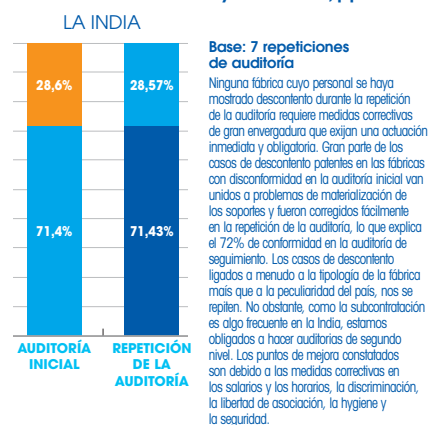 LA INDIA
28,6%
28,57%
71,4%
71,43%
AUDITORÍA
INICIAL
REPETICIÓN
DE LA
AUDITORÍA
Base: 7 repeticiones
de auditoría
Ninguna fábrica cuyo personal se haya
mostrado descontento durante la repetición
de la auditoría requiere medidas correctivas
de gran envergadura que exijan una actuación
inmediata y obligatoria. Gran parte de los
casos de descontento patentes en las fábricas
con disconformidad en la auditoría inicial van
unidos a problemas de materialización de
los soportes y fueron corregidos fácilmente
en la repetición de la auditoría, lo que explica
el 72% de conformidad en la auditoría de
seguimiento. Los casos de descontento
ligados a menudo a la tipología de la fábrica
maís que a la peculiaridad del país, nos se
repiten. No obstante, como la subcontratación
es algo frecuente en la India, estamos
obligados a hacer auditorias de segundo
nivel. Los puntos de mejora constatados
son debido a las medidas correctivas en
los salarios y los horarios, la discriminación,
la libertad de asociación, la hygiene y
la seguridad.